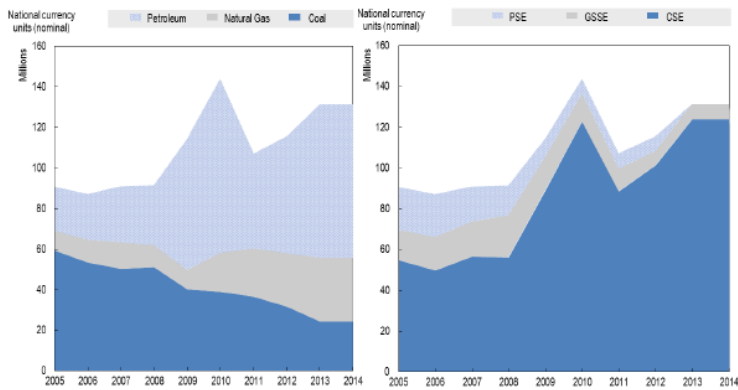 National currency
units (nominal)
Petroleum Natural Gas Coal
Millions
160
140
120
100
80
60
40
20
0
2005 2006 2007 2008 2009 2010 2011 2012 2013 2014
National currency
units (nominal)
PSE GSSE CSE
Millions
160
140
120
100
80
60
40
20
0
2005 2006 2007 2008 2009 2010 2011 2012 2013 2014